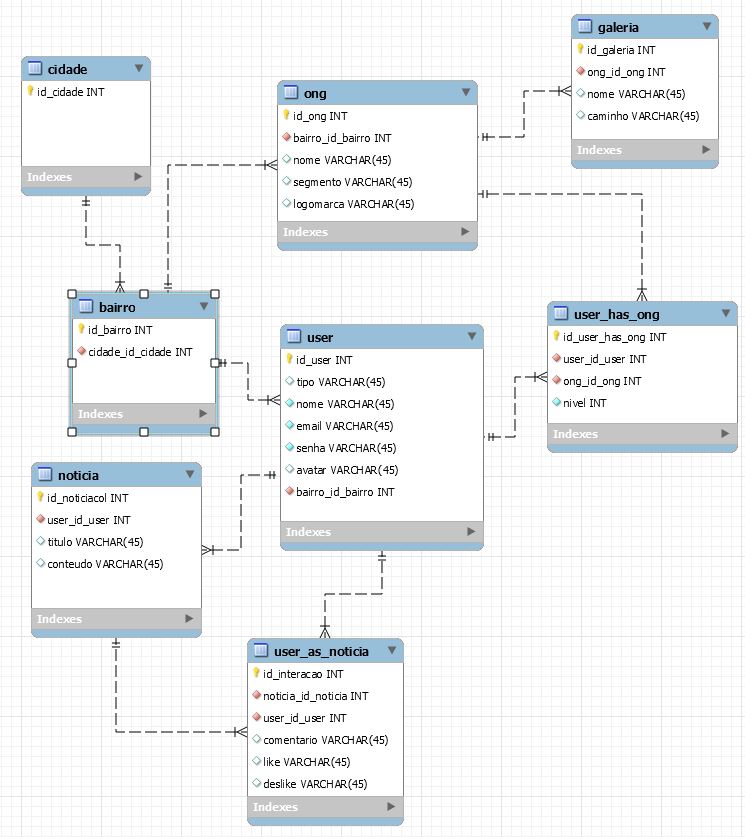 cidade
id_cidade INT
Indexes
ong
id_ong INT
bairro_id_bairro INT
nome VARCHAR(45)
segmento VARCHAR(45)
logomarca VARCHAR(45)
Indexes
galeria
id_galeria INT
ong_id_ong INT
nome VARCHAR(45)
caminho VARCHAR(45)
Indexes
bairro
id_bairro INT
cidade_id_cidade INT
Indexes
user
id_user INT
tipo VARCHAR(45)
nome VARCHAR(45)
email VARCHAR(45)
senha VARCHAR(45)
avatar VARCHAR(45)
bairro_id_bairro INT
Indexes
user_has_ong
id_user_has_ong INT
user_id_user INT
ong_id_ong INT
nivel INT
Indexes
noticia
id_noticiacol INT
user_id_user INT
titulo VARCHAR(45)
conteudo VARCHAR(45)
Indexes
user_as_noticia
id_interacao INT
noticia_id_noticia INT
user_id_user INT
comentario VARCHAR(45)
like VARCHAR(45)
deslike VARCHAR(45)
Indexes